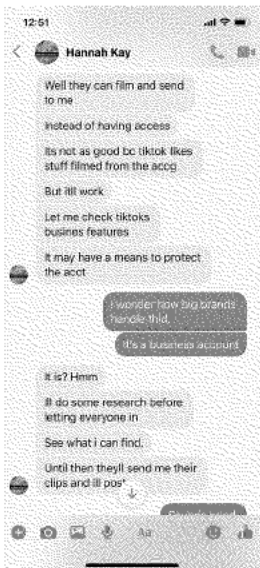 12:51
Hannah Kay
Well they can film and send
to me
Instead of having access
Its not as good bc tiktok likes
stuff filmed from the accg
But itll work
Let me check tiktoks
busines features
It may have a means to protect
the acct
I wonder how big brands
handle thid.
It's a business account
It is? Hmm
Ill do some research before
letting everyone in
See what i can find.
Until then theyll send me their
clips and ill pos
Aa